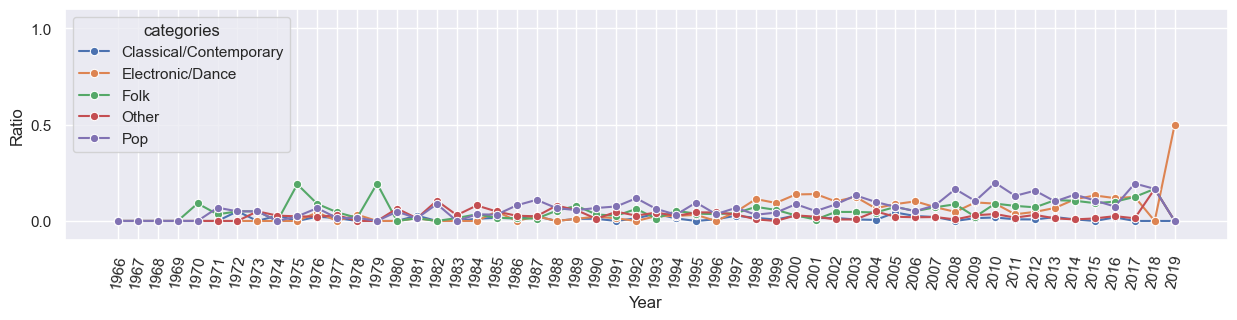 categories
Classical/Contemporary
Electronic/Dance
Folk
Other
Pop
1.0
0.5
0.0
Ratio
1966 1967 1968 1969 1970 1971 1972 1973 1974 1975 1976 1977 1978 1979 1980 1981 1982 1983 1984 1985 1986 1987 1988 1989 1990 1991 1992 1993 1994 1995 1996 1997 1998 1999 2000 2001 2002 2003 2004 2005 2006 2007 2008 2009 2010 2011 2012 2013 2014 2015 2016 2017 2018 2019
Year